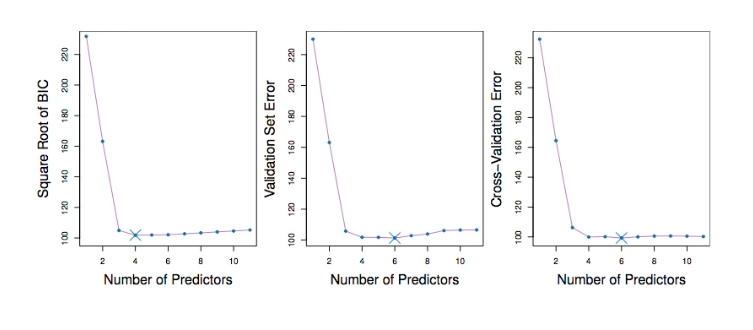 Square Root of BIC
100 120 140 160 180 200 220
2 4 6 8 10
Number of Predictors
Validation Set Error
100 120 140 160 180 200 220
2 4 6 8 10
Number of Predictors
Cross−Validation Error
100 120 140 160 180 200 220
2 4 6 8 10
Number of Predictors